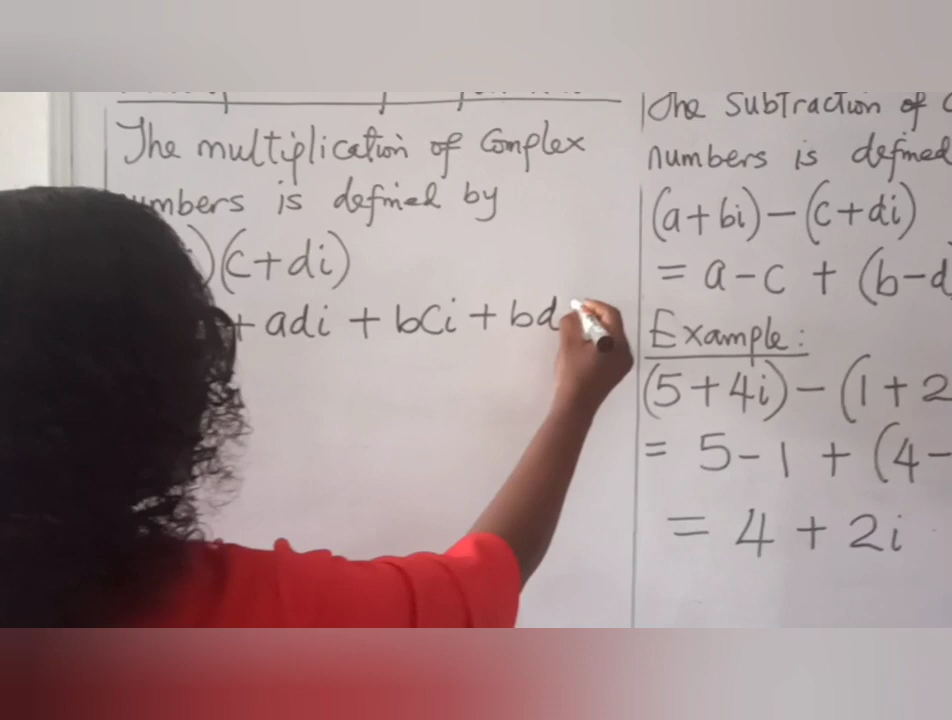 The multiplication of Complex
numbers is defined by
)(c+di)
+ adi + bci + bd
The Subtraction of
numbers is defined
(a+bi)-(c+di)
= a-c + (b-d
Example:
(5+4i)-(1+2
= 5-1 + (4-
= 4+2i